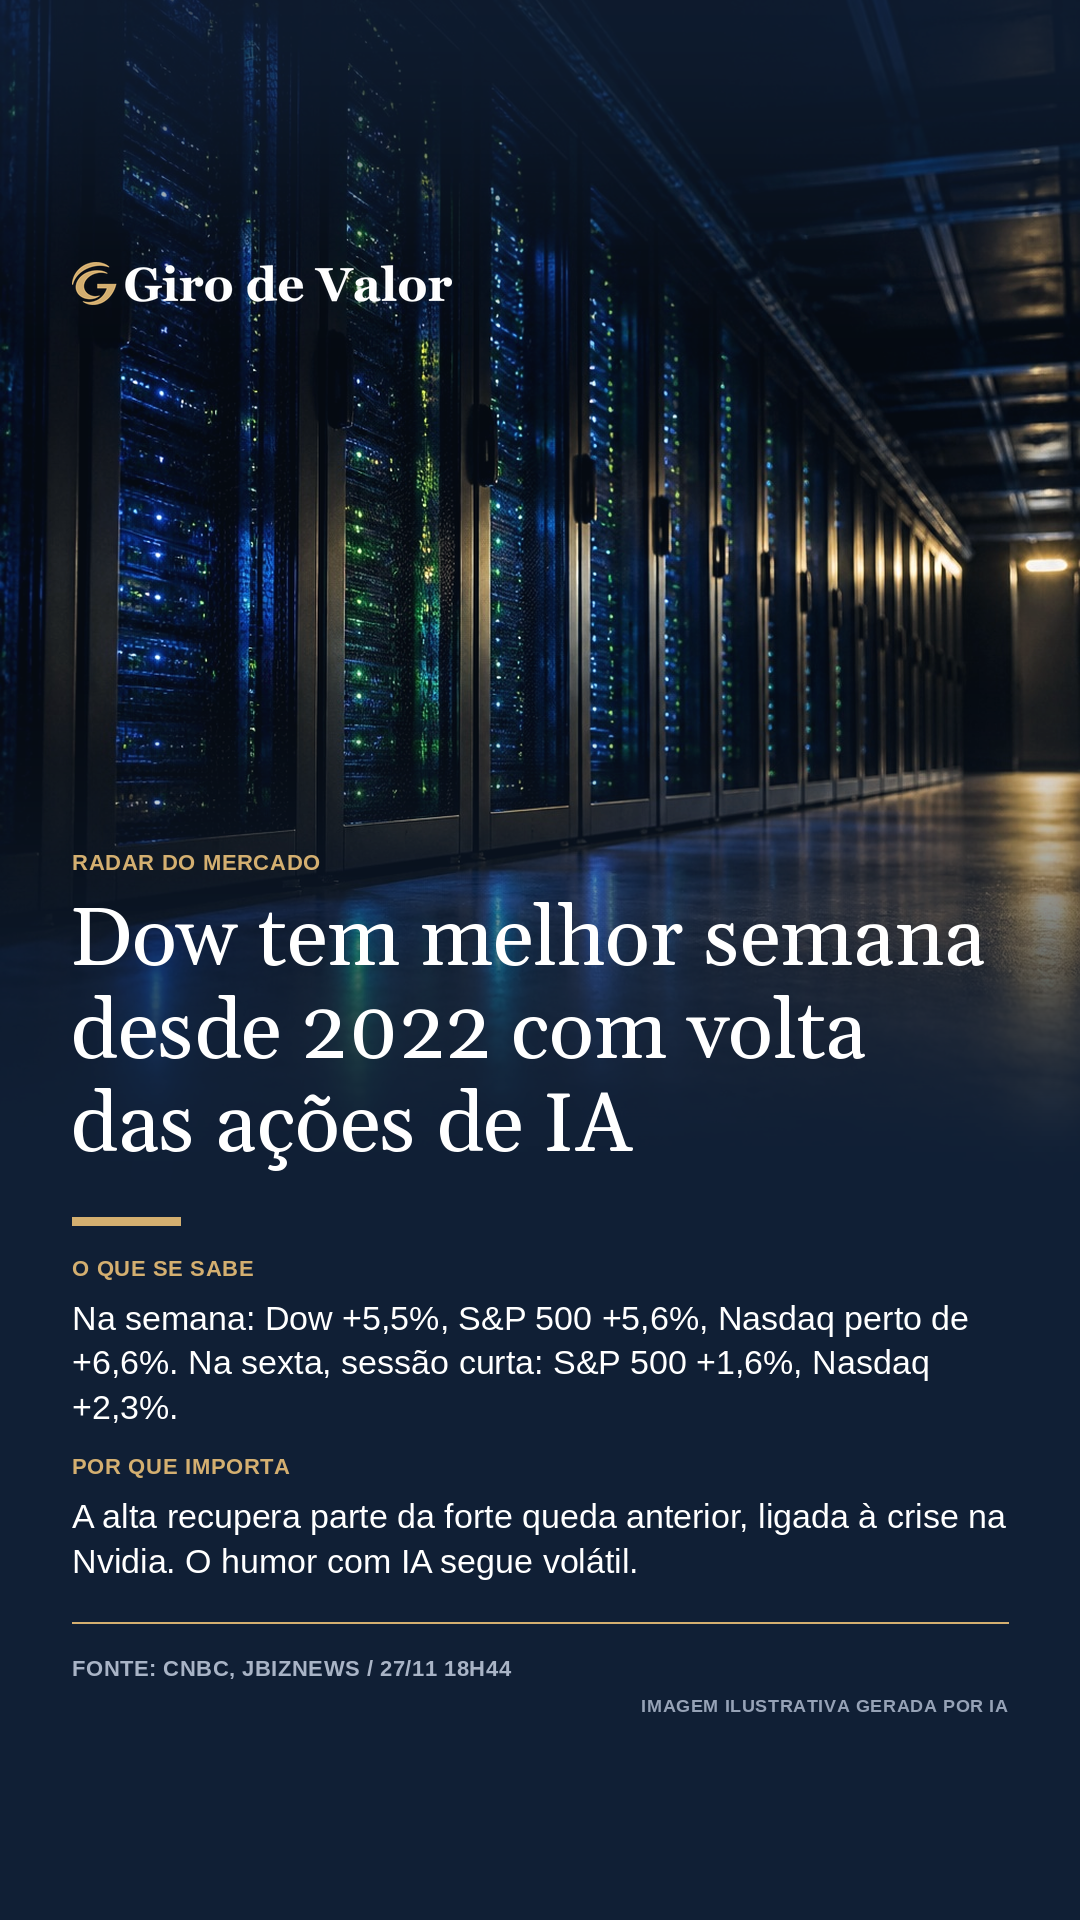 Giro de Valor
RADAR DO MERCADO
Dow tem melhor semana
desde 2022 com volta
das ações de IA
O QUE SE SABE
Na semana: Dow +5,5%, S&P 500 +5,6%, Nasdaq perto de
+6,6%. Na sexta, sessão curta: S&P 500 +1,6%, Nasdaq
+2,3%.
POR QUE IMPORTA
A alta recupera parte da forte queda anterior, ligada à crise na
Nvidia. O humor com IA segue volátil.
FONTE: CNBC, JBIZNEWS / 27/11 18H44
IMAGEM ILUSTRATIVA GERADA POR IA